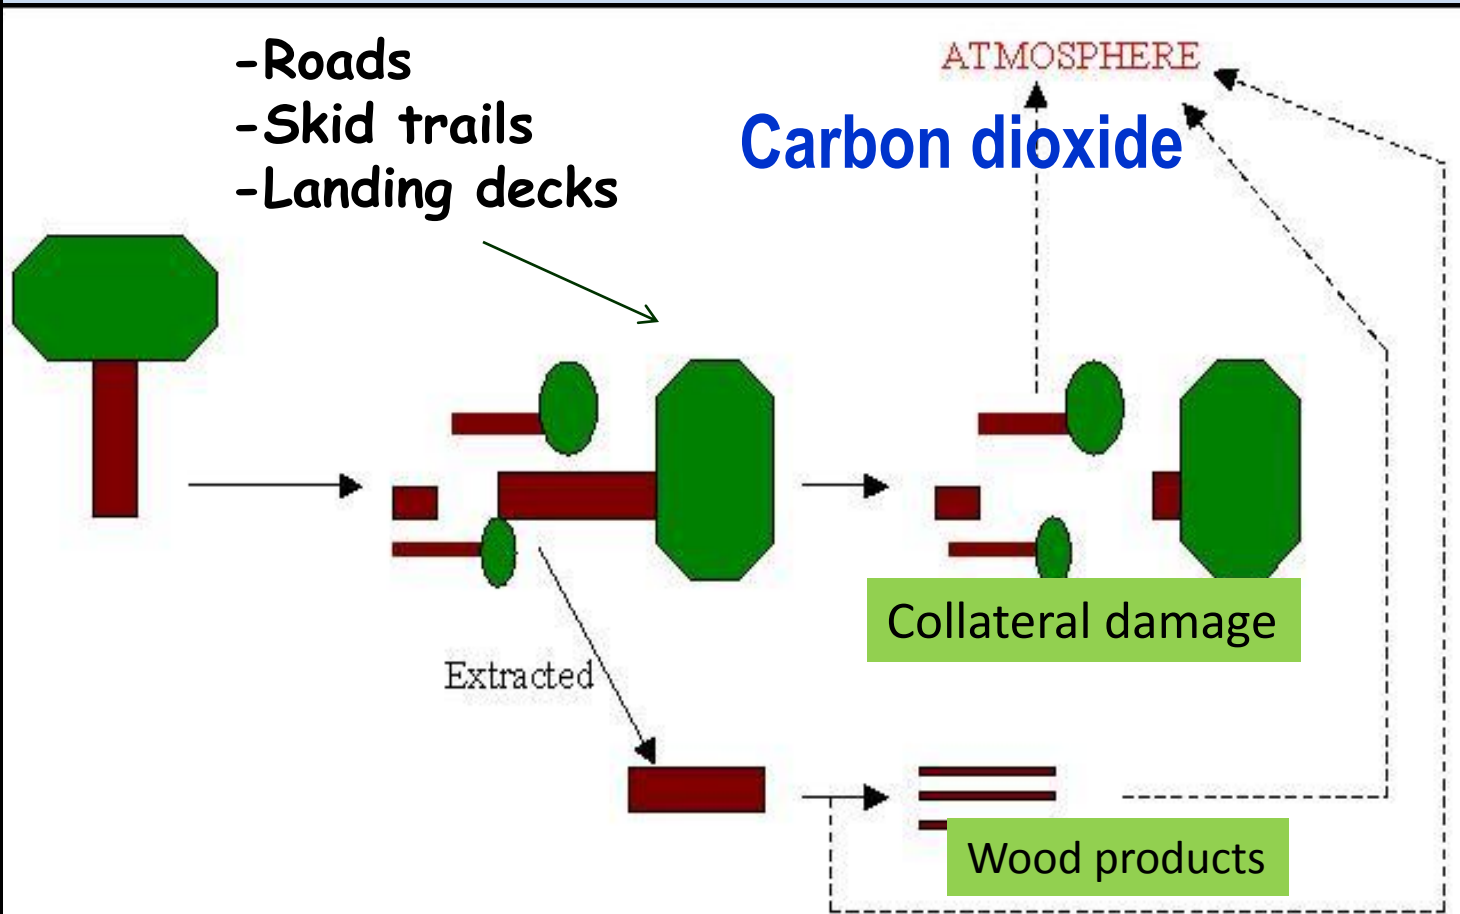 -Roads
-Skid trails
-Landing decks
ATMOSPHERE
Carbon dioxide
Collateral damage
Extracted
Wood products